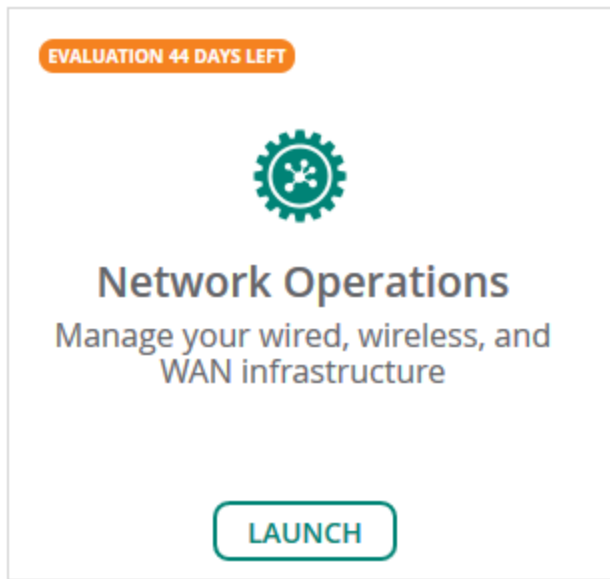 EVALUATION 44 DAYS LEFT
Network Operations
Manage your wired, wireless, and
WAN infrastructure
LAUNCH